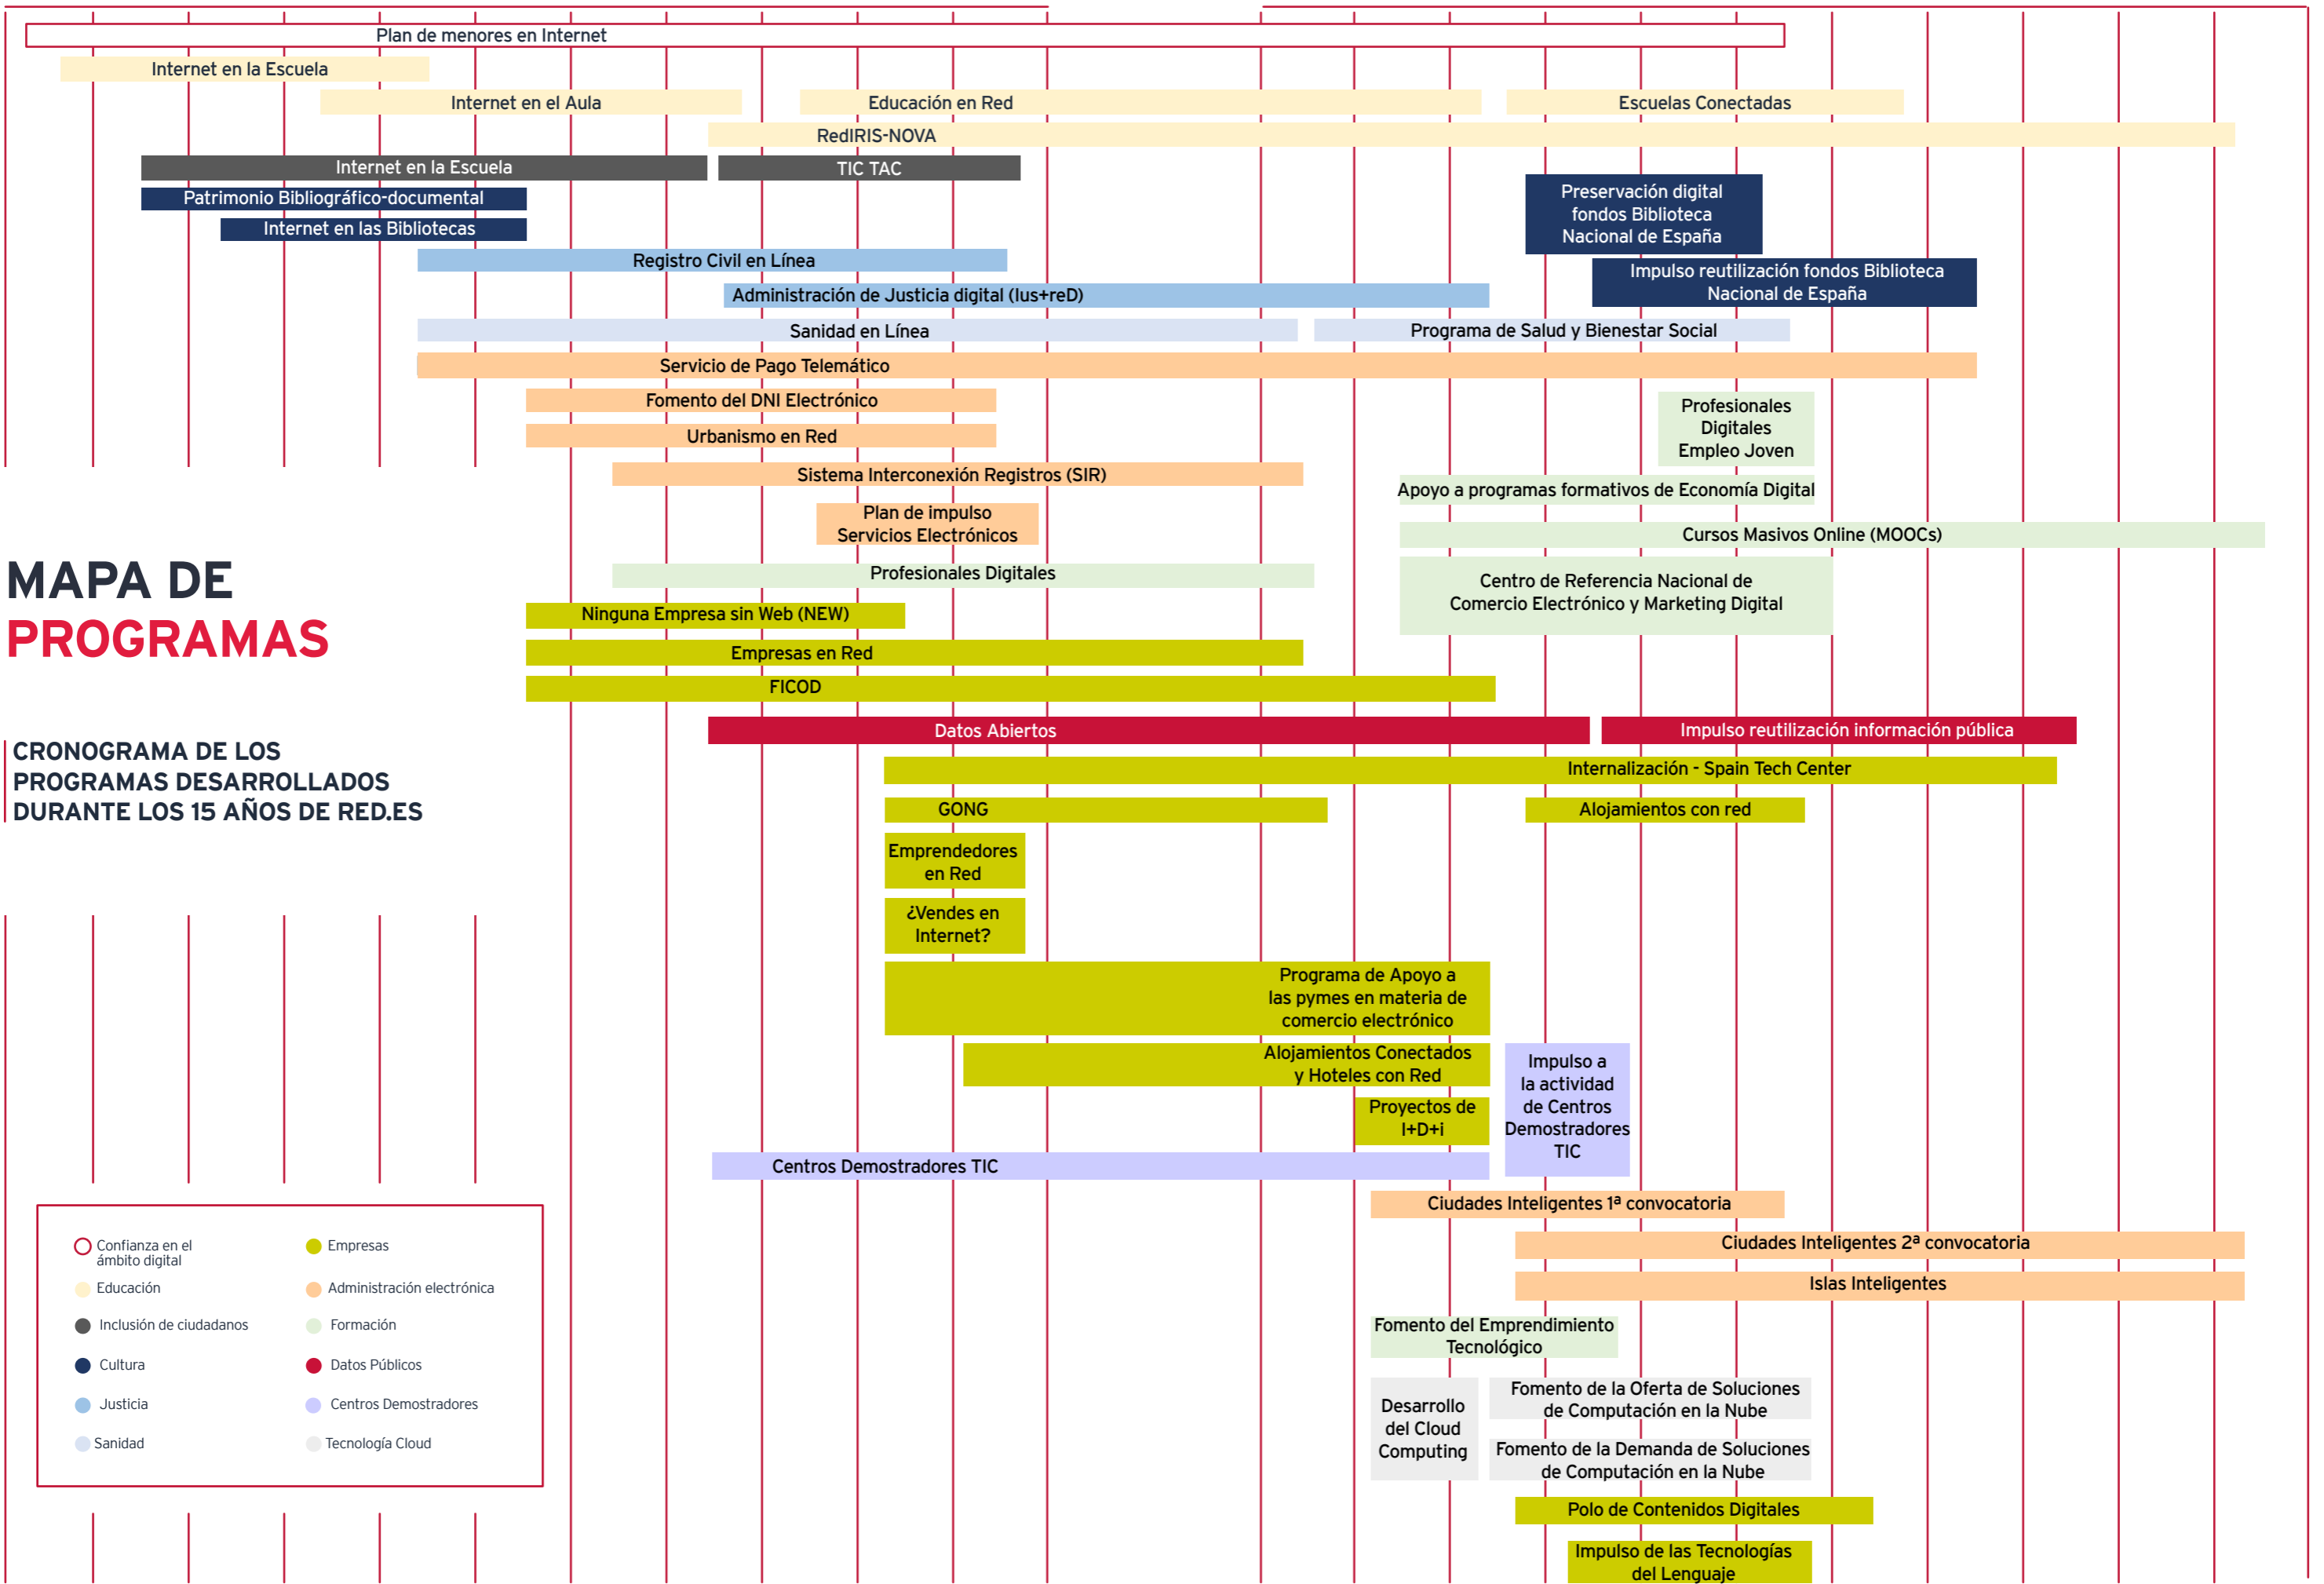 Plan de menores en Internet
Internet en la Escuela
Internet en el Aula
Educación en Red
Escuelas Conectadas
RedIRIS-NOVA
Internet en la Escuela
TIC TAC
Patrimonio Bibliográfico-documental
Internet en las Bibliotecas
Preservación digital
fondos Biblioteca
Nacional de España
Registro Civil en Línea
Impulso reutilización fondos Biblioteca
Nacional de España
Administración de Justicia digital (Ius+reD)
Sanidad en Línea
Programa de Salud y Bienestar Social
Servicio de Pago Telemático
Fomento del DNI Electrónico
Urbanismo en Red
Profesionales
Digitales
Empleo Joven
Sistema Interconexión Registros (SIR)
Apoyo a programas formativos de Economía Digital
Plan de impulso
Servicios Electrónicos
Cursos Masivos Online (MOOCs)
Profesionales Digitales
Centro de Referencia Nacional de
Comercio Electrónico y Marketing Digital
MAPA DE
PROGRAMAS
Ninguna Empresa sin Web (NEW)
Empresas en Red
FICOD
Datos Abiertos
Impulso reutilización información pública
CRONOGRAMA DE LOS
PROGRAMAS DESARROLLADOS
DURANTE LOS 15 AÑOS DE RED.ES
Internalización - Spain Tech Center
GONG
Alojamientos con red
Emprendedores
en Red
¿Vendes en
Internet?
Programa de Apoyo a
las pymes en materia de
comercio electrónico
Alojamientos Conectados
y Hoteles con Red
Impulso a
la actividad
de Centros
Demostradores
TIC
Proyectos de
I+D+i
Centros Demostradores TIC
Ciudades Inteligentes 1ª convocatoria
Ciudades Inteligentes 2ª convocatoria
Islas Inteligentes
Fomento del Emprendimiento
Tecnológico
Desarrollo
del Cloud
Computing
Fomento de la Oferta de Soluciones
de Computación en la Nube
Fomento de la Demanda de Soluciones
de Computación en la Nube
Polo de Contenidos Digitales
Impulso de las Tecnologías
del Lenguaje
Confianza en el
ámbito digital
Educación
Inclusión de ciudadanos
Cultura
Justicia
Sanidad
Empresas
Administración electrónica
Formación
Datos Públicos
Centros Demostradores
Tecnología Cloud